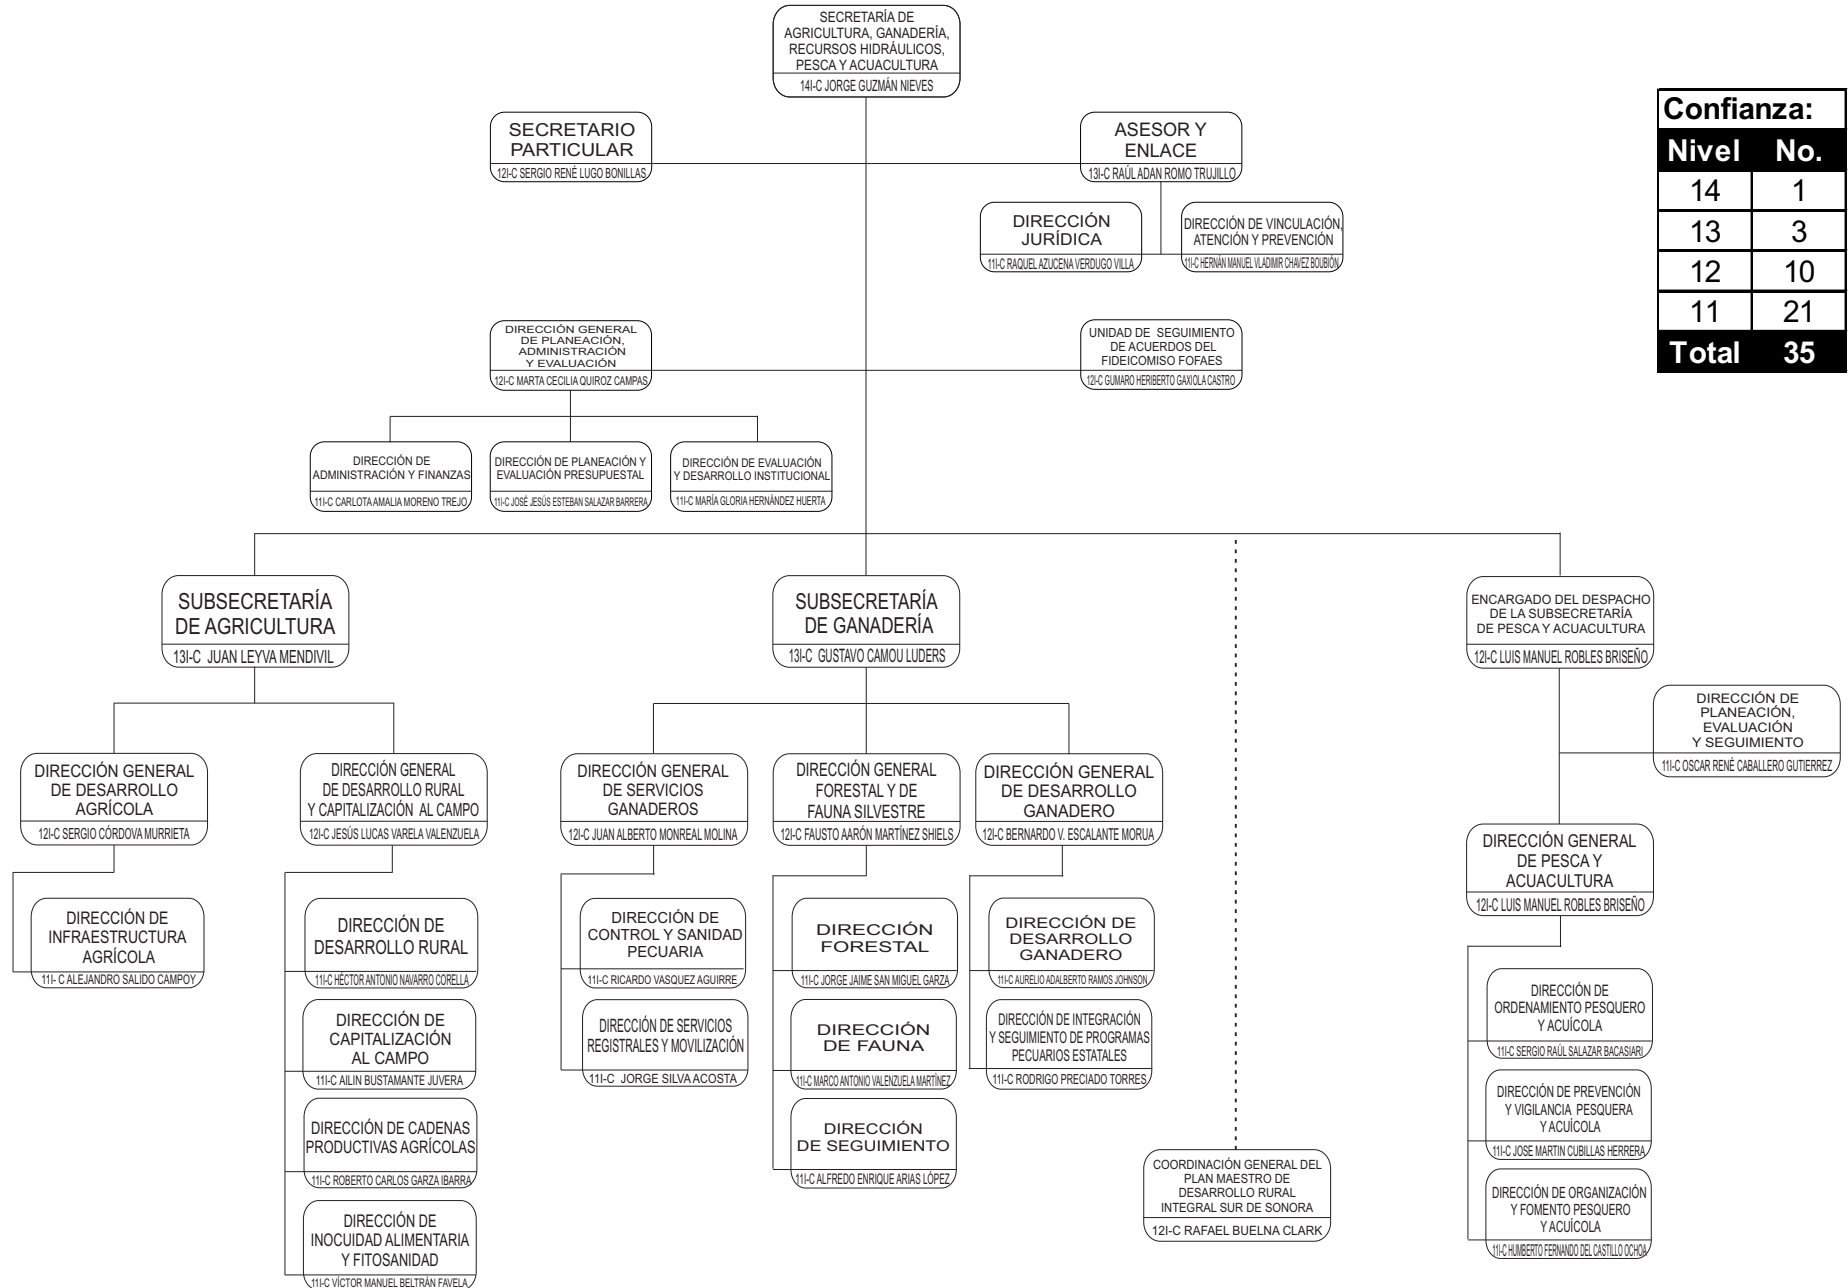 SECRETARÍA DE
AGRICULTURA, GANADERÍA,
RECURSOS HIDRÁULICOS,
PESCA Y ACUACULTURA
14I-C JORGE GUZMÁN NIEVES
SECRETARIO
PARTICULAR
12I-C SERGIO RENÉ LUGO BONILLAS
ASESOR Y
ENLACE
13I-C RAÚL ADAN ROMO TRUJILLO
DIRECCIÓN
JURÍDICA
11I-C RAQUEL AZUCENA VERDUGO VILLA
DIRECCIÓN DE VINCULACIÓN,
ATENCIÓN Y PREVENCIÓN
11I-C HERNÁN MANUEL VLADIMIR CHAVEZ BOUBIÓN
Confianza:
Nivel No.
14 1
13 3
12 10
11 21
Total 35
DIRECCIÓN GENERAL
DE PLANEACIÓN,
ADMINISTRACIÓN
Y EVALUACIÓN
12I-C MARTA CECILIA QUIROZ CAMPAS
UNIDAD DE SEGUIMIENTO
DE ACUERDOS DEL
FIDEICOMISO FOFAES
12I-C GUMARO HERIBERTO GAXIOLA CASTRO
DIRECCIÓN DE
ADMINISTRACIÓN Y FINANZAS
11I-C CARLOTA AMALIA MORENO TREJO
DIRECCIÓN DE PLANEACIÓN Y
EVALUACIÓN PRESUPUESTAL
11I-C JOSÉ JESÚS ESTEBAN SALAZAR BARRERA
DIRECCIÓN DE EVALUACIÓN
Y DESARROLLO INSTITUCIONAL
11I-C MARÍA GLORIA HERNÁNDEZ HUERTA
SUBSECRETARÍA
DE AGRICULTURA
13I-C JUAN LEYVA MENDIVIL
SUBSECRETARÍA
DE GANADERÍA
13I-C GUSTAVO CAMOU LUDERS
ENCARGADO DEL DESPACHO
DE LA SUBSECRETARÍA
DE PESCA Y ACUACULTURA
12I-C LUIS MANUEL ROBLES BRISEÑO
DIRECCIÓN DE
PLANEACIÓN,
EVALUACIÓN
Y SEGUIMIENTO
11I-C OSCAR RENÉ CABALLERO GUTIERREZ
DIRECCIÓN GENERAL
DE DESARROLLO
AGRÍCOLA
12I-C SERGIO CÓRDOVA MURRIETA
DIRECCIÓN GENERAL
DE DESARROLLO RURAL
Y CAPITALIZACIÓN AL CAMPO
12I-C JESÚS LUCAS VARELA VALENZUELA
DIRECCIÓN GENERAL
DE SERVICIOS
GANADEROS
12I-C JUAN ALBERTO MONREAL MOLINA
DIRECCIÓN GENERAL
FORESTAL Y DE
FAUNA SILVESTRE
12I-C FAUSTO AARÓN MARTÍNEZ SHIELS
DIRECCIÓN GENERAL
DE DESARROLLO
GANADERO
12I-C BERNARDO V. ESCALANTE MORUA
DIRECCIÓN GENERAL
DE PESCA Y
ACUACULTURA
12I-C LUIS MANUEL ROBLES BRISEÑO
DIRECCIÓN DE
INFRAESTRUCTURA
AGRÍCOLA
11I- C ALEJANDRO SALIDO CAMPOY
DIRECCIÓN DE
DESARROLLO RURAL
11I-C HÉCTOR ANTONIO NAVARRO CORELLA
DIRECCIÓN DE
CAPITALIZACIÓN
AL CAMPO
11I-C AILIN BUSTAMANTE JUVERA
DIRECCIÓN DE CADENAS
PRODUCTIVAS AGRÍCOLAS
11I-C ROBERTO CARLOS GARZA IBARRA
DIRECCIÓN DE
INOCUIDAD ALIMENTARIA
Y FITOSANIDAD
11I-C VÍCTOR MANUEL BELTRÁN FAVELA
DIRECCIÓN DE
CONTROL Y SANIDAD
PECUARIA
11I-C RICARDO VASQUEZ AGUIRRE
DIRECCIÓN DE SERVICIOS
REGISTRALES Y MOVILIZACIÓN
11I-C JORGE SILVA ACOSTA
DIRECCIÓN
FORESTAL
11I-C JORGE JAIME SAN MIGUEL GARZA
DIRECCIÓN
DE FAUNA
11I-C MARCO ANTONIO VALENZUELA MARTÍNEZ
DIRECCIÓN
DE SEGUIMIENTO
11I-C ALFREDO ENRIQUE ARIAS LÓPEZ
DIRECCIÓN DE
DESARROLLO
GANADERO
11I-C AURELIO ADALBERTO RAMOS JOHNSON
DIRECCIÓN DE INTEGRACIÓN
Y SEGUIMIENTO DE PROGRAMAS
PECUARIOS ESTATALES
11I-C RODRIGO PRECIADO TORRES
COORDINACIÓN GENERAL DEL
PLAN MAESTRO DE
DESARROLLO RURAL
INTEGRAL SUR DE SONORA
12I-C RAFAEL BUELNA CLARK
DIRECCIÓN DE
ORDENAMIENTO PESQUERO
Y ACUÍCOLA
11I-C SERGIO RAÚL SALAZAR BACASIARI
DIRECCIÓN DE PREVENCIÓN
Y VIGILANCIA PESQUERA
Y ACUÍCOLA
11I-C JOSE MARTIN CUBILLAS HERRERA
DIRECCIÓN DE ORGANIZACIÓN
Y FOMENTO PESQUERO
Y ACUÍCOLA
11I-C HUMBERTO FERNANDO DEL CASTILLO OCHOA